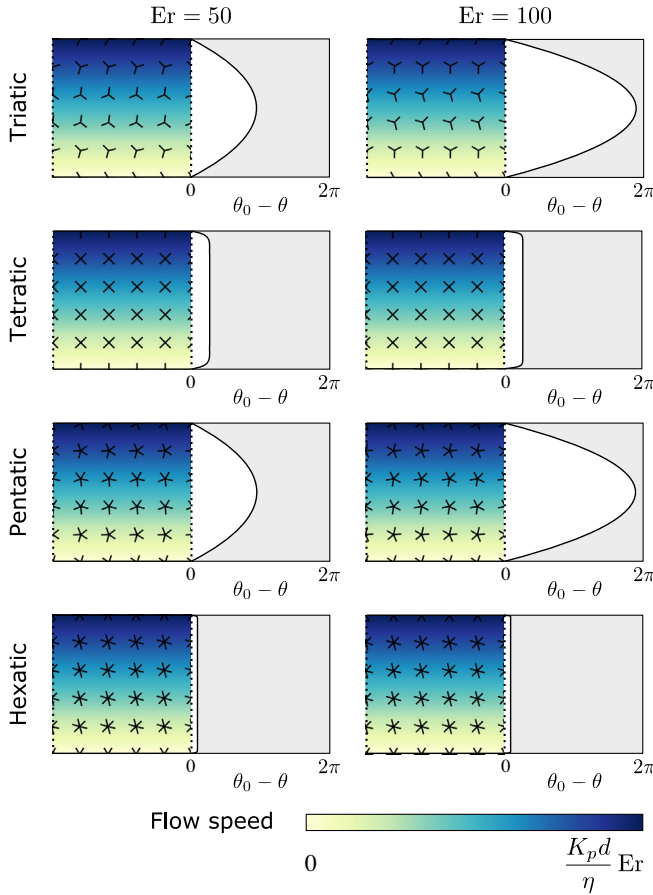 Er = 50
Er = 100
Triatic
0
2π
θ₀ − θ
0
2π
θ₀ − θ
Tetratic
0
2π
θ₀ − θ
0
2π
θ₀ − θ
Pentatic
0
2π
θ₀ − θ
0
2π
θ₀ − θ
Hexatic
0
2π
θ₀ − θ
0
2π
θ₀ − θ
Flow speed
0
Kₚd
η
Er